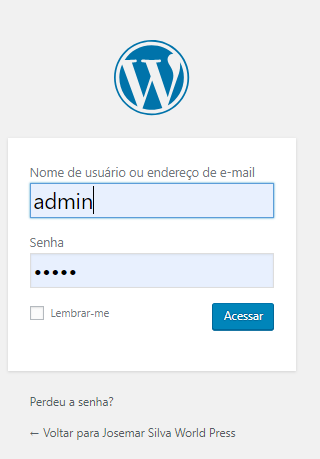 Nome de usuário ou endereço de e-mail
admin
Senha
•••••
Lembrar-me
Acessar
Perdeu a senha?
← Voltar para Josemar Silva World Press